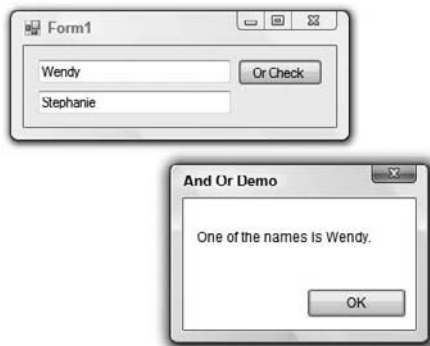 Form1
Wendy
Or Check
Stephanie
And Or Demo
One of the names is Wendy.
OK